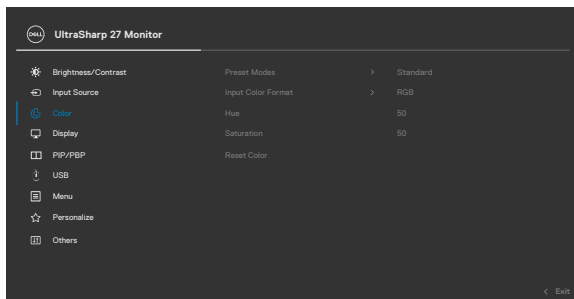 DELL UltraSharp 27 Monitor
Brightness/Contrast Preset Modes > Standard
Input Source Input Color Format > RGB
Color Hue 50
Display Saturation 50
PIP/PBP Reset Color
USB
Menu
Personalize
Others
< Exit